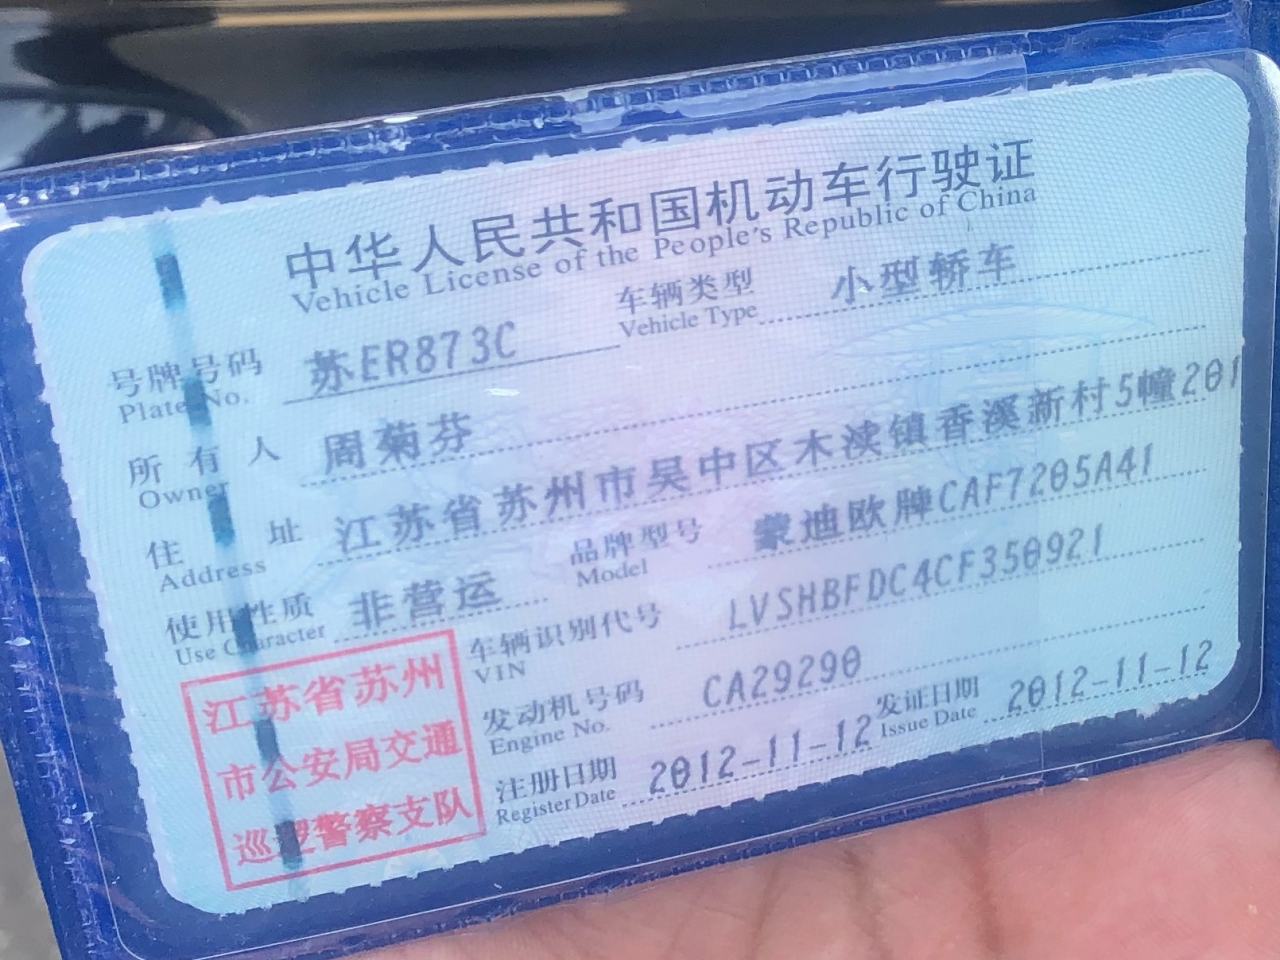 中华人民共和国机动车行驶证
Vehicle License of the People's Republic of China
号牌号码 苏ER873C 车辆类型 小型轿车
Plate No. Vehicle Type
所有人 周菊芬
Owner
住址 江苏省苏州市吴中区木渎镇香溪新村5幢201
Address
使用性质 非营运 品牌型号 蒙迪欧牌CAF7205A41
Use Character Model
车辆识别代号 LVSHBFDC4CF350921
VIN
发动机号码 CA29290
Engine No.
注册日期 2012-11-12 发证日期 2012-11-12
Register Date Issue Date
江苏省苏州
市公安局交通
巡逻警察支队